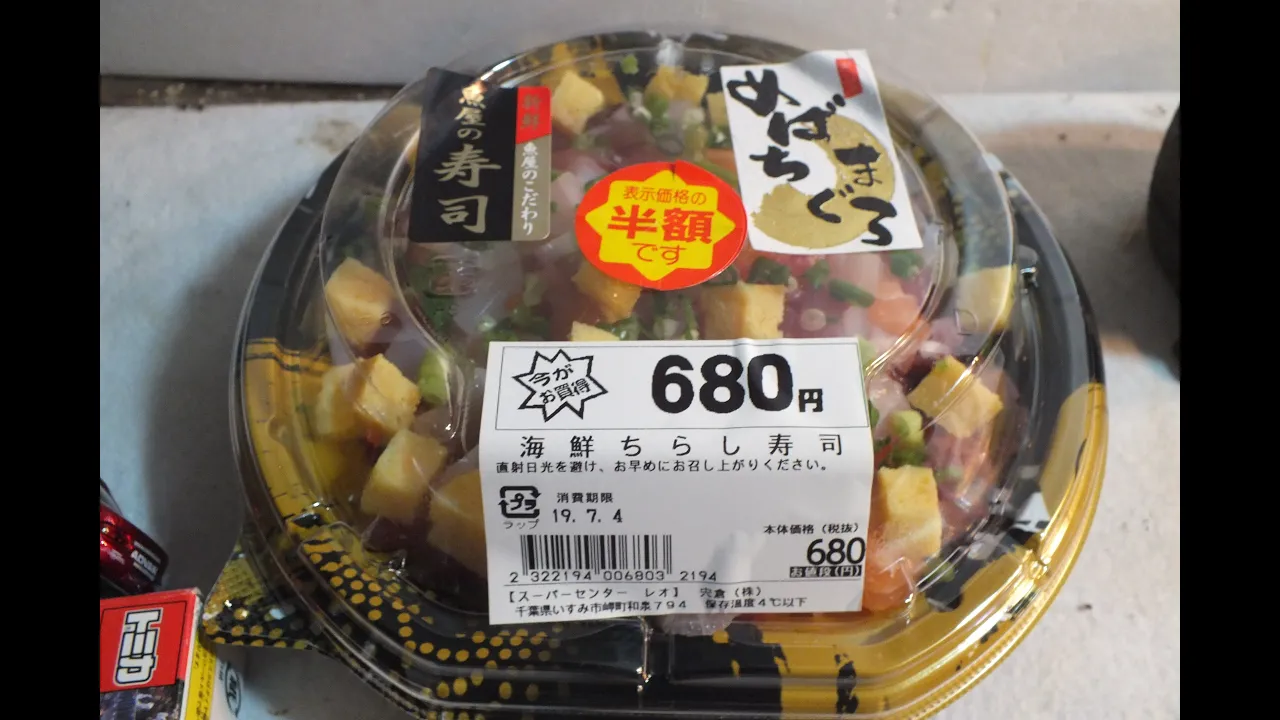 魚屋の寿司
新鮮
魚屋のこだわり
めばち
まぐろ
表示価格の
半額
です
今が
お買得
680円
海鮮ちらし寿司
直射日光を避け、お早めにお召し上がりください。
プラ
ラップ
消費期限
19.7.4
本体価格(税抜)
680
お値段(円)
2 322194 006803 2194
【スーパーセンター レオ】 宍倉(株)
千葉県いすみ市岬町和泉794 保存温度4℃以下
トミカ